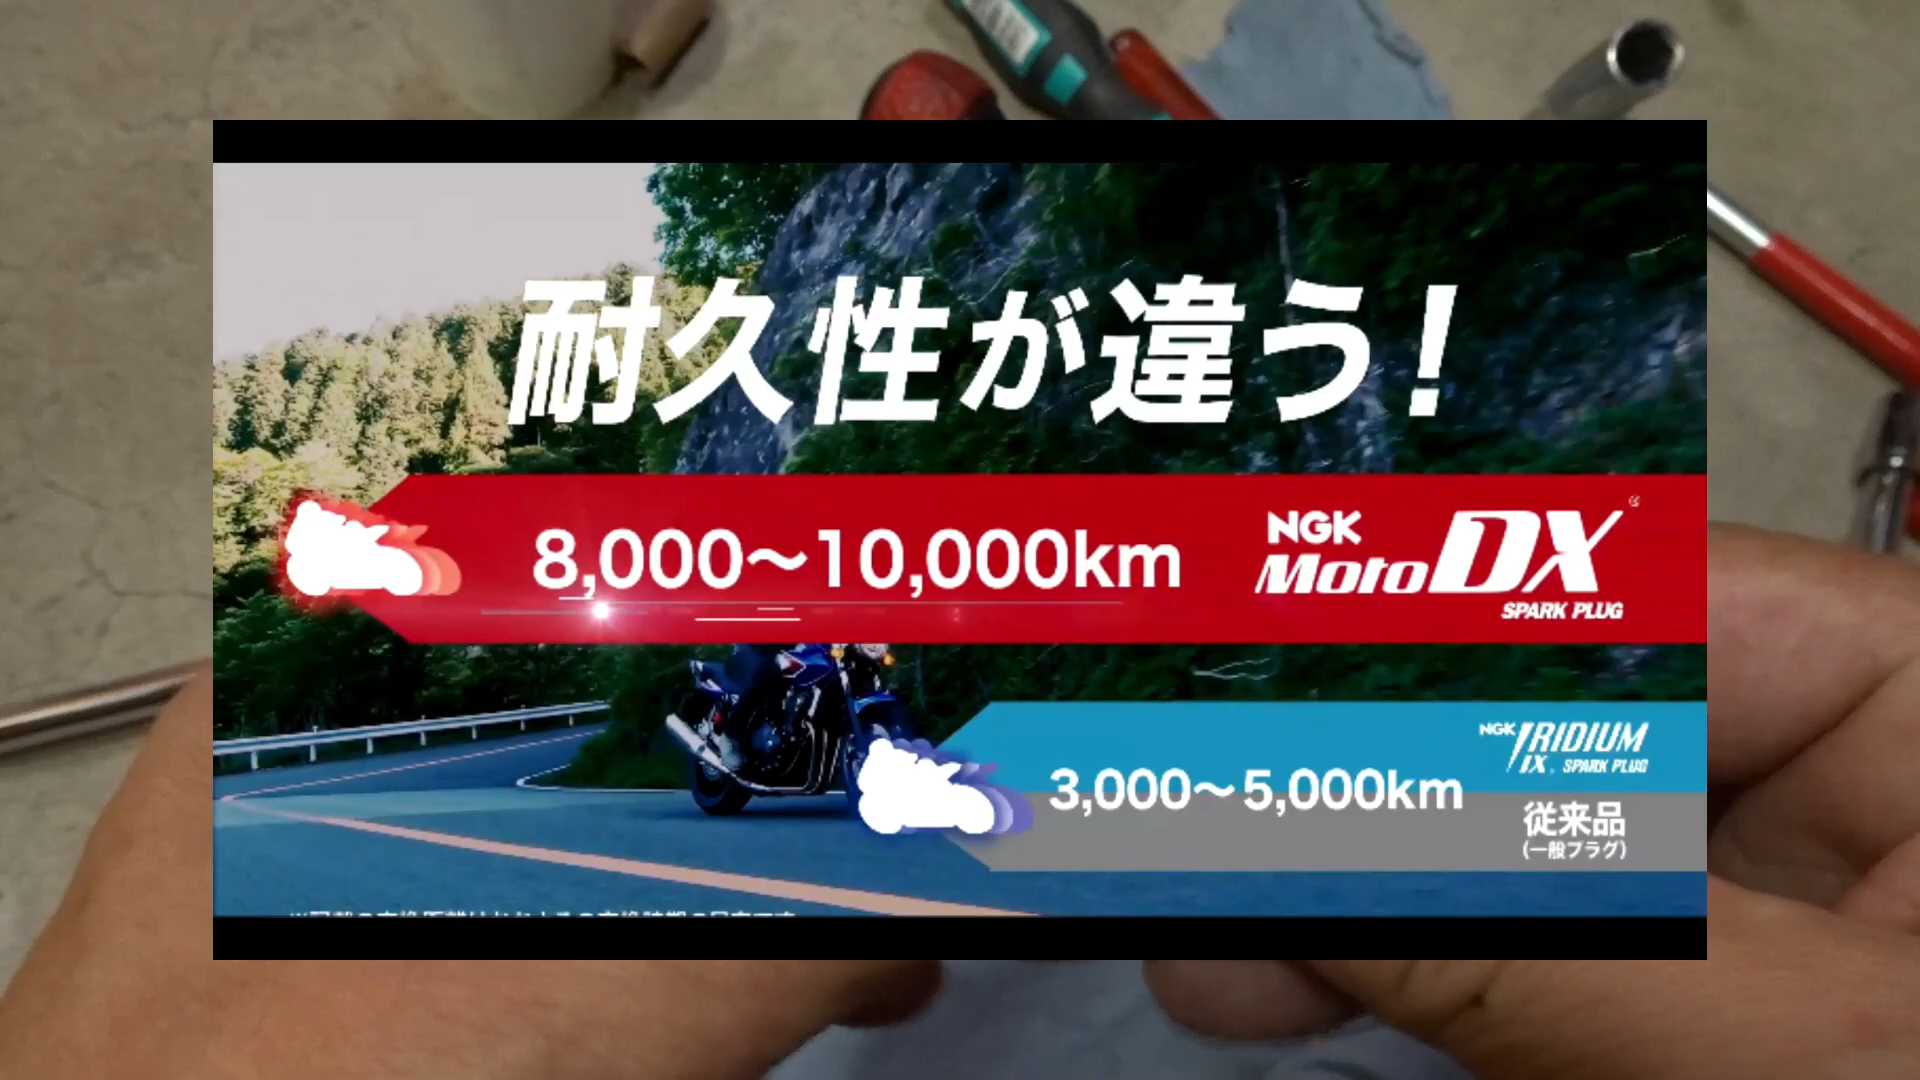 耐久性が違う!
8,000〜10,000km
NGK
MotoDX
SPARK PLUG
NGK IRIDIUM
IX® SPARK PLUG
3,000〜5,000km
従来品
(一般プラグ)